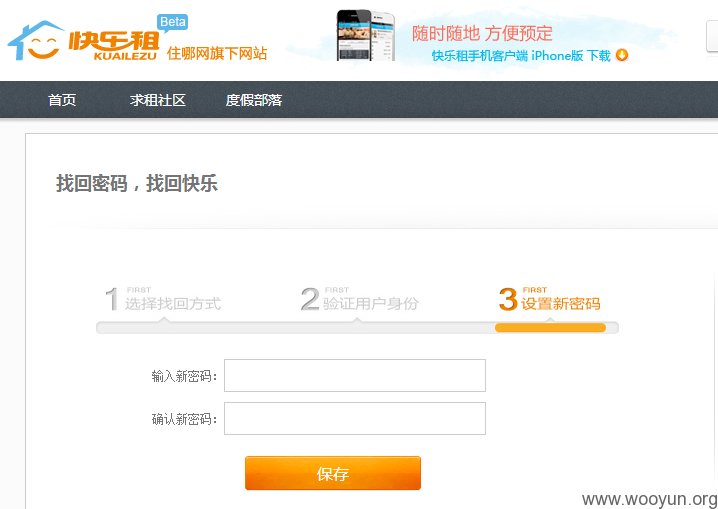 Beta
快乐租
KUAILEZU
住哪网旗下网站
随时随地 方便预定
快乐租手机客户端 iPhone版 下载
首页 求租社区 度假部落
找回密码，找回快乐
1 FIRST 选择找回方式
2 FIRST 验证用户身份
3 FIRST 设置新密码
输入新密码：
确认新密码：
保存
www.wooyun.org